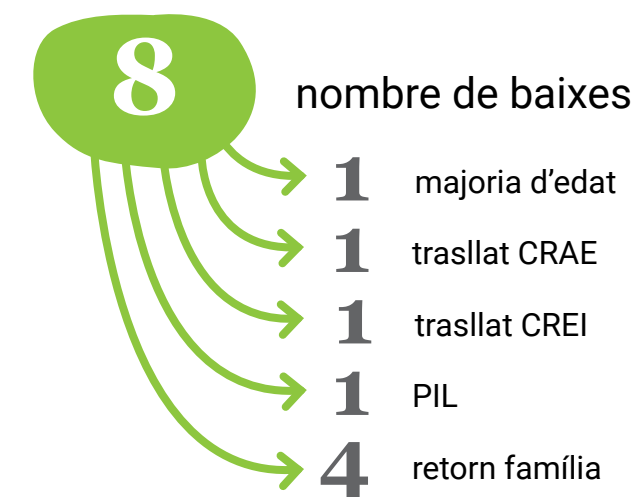 8 nombre de baixes
1 majoria d’edat
1 trasllat CRAE
1 trasllat CREI
1 PIL
4 retorn família